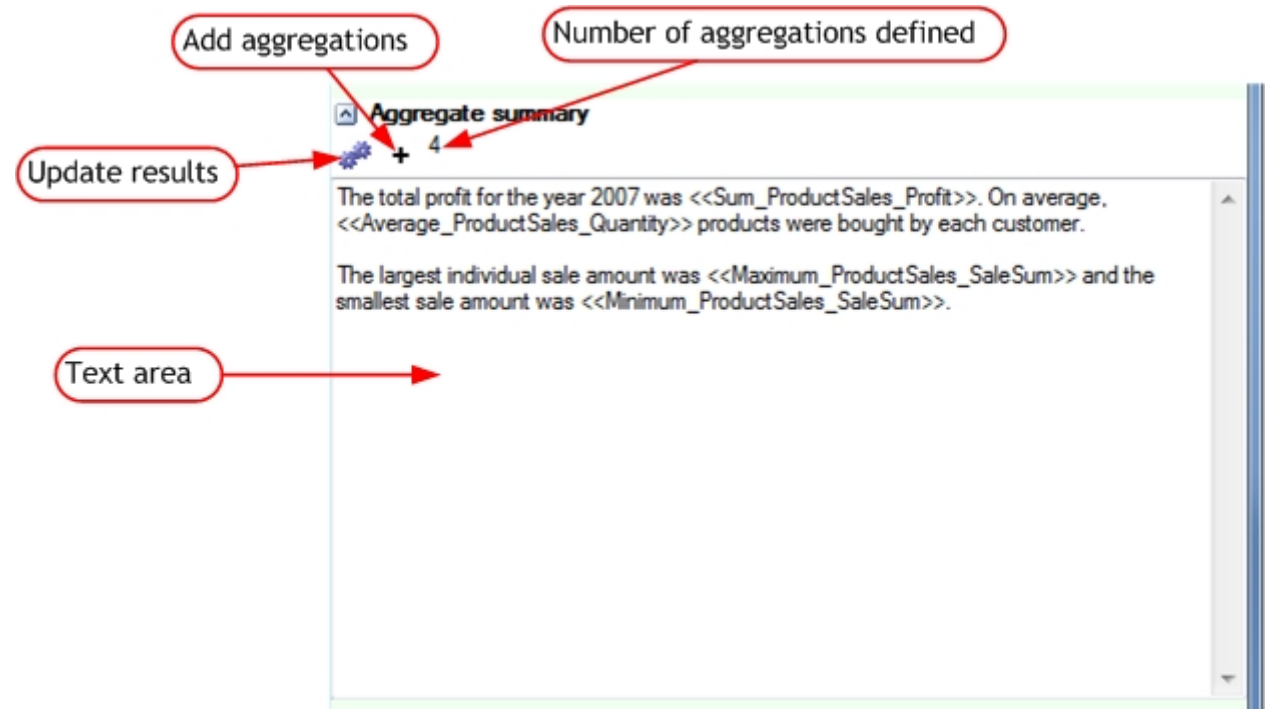 Add aggregations
Number of aggregations defined
Aggregate summary
4
Update results
The total profit for the year 2007 was <<Sum_ProductSales_Profit>>. On average,
<<Average_ProductSales_Quantity>> products were bought by each customer.
The largest individual sale amount was <<Maximum_ProductSales_SaleSum>> and the
smallest sale amount was <<Minimum_ProductSales_SaleSum>>.
Text area